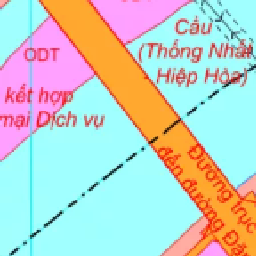 Cầu
(Thống Nhất
- Hiệp Hòa)
ODT
kết hợp
mại Dịch vụ
Đường trục
đến đường